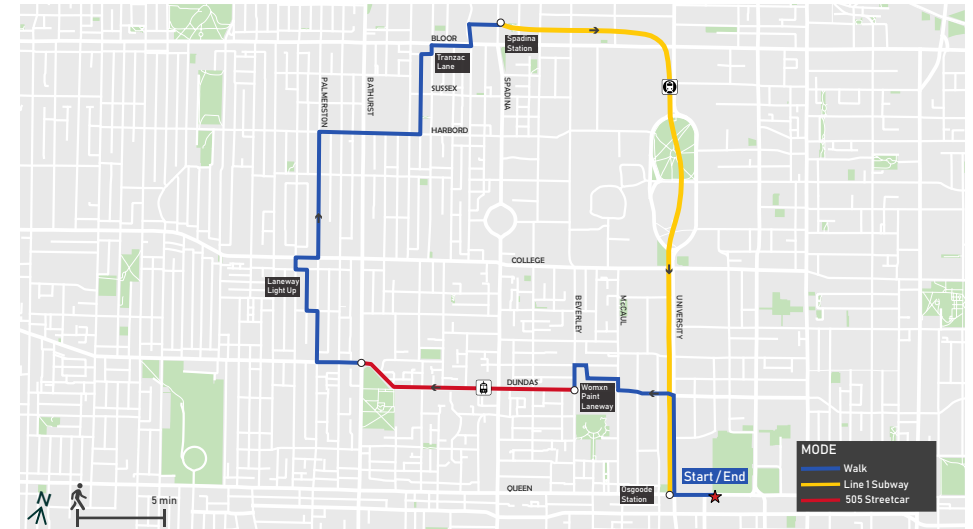 BLOOR
Spadina
Station
Tranzac
Lane
PALMERSTON
BATHURST
SUSSEX
SPADINA
HARBORD
COLLEGE
Laneway
Light Up
BEVERLEY
McCAUL
UNIVERSITY
DUNDAS
Womxn
Paint
Laneway
MODE
Walk
Line 1 Subway
505 Streetcar
Start/End
QUEEN
Osgoode
Station
N
5 min